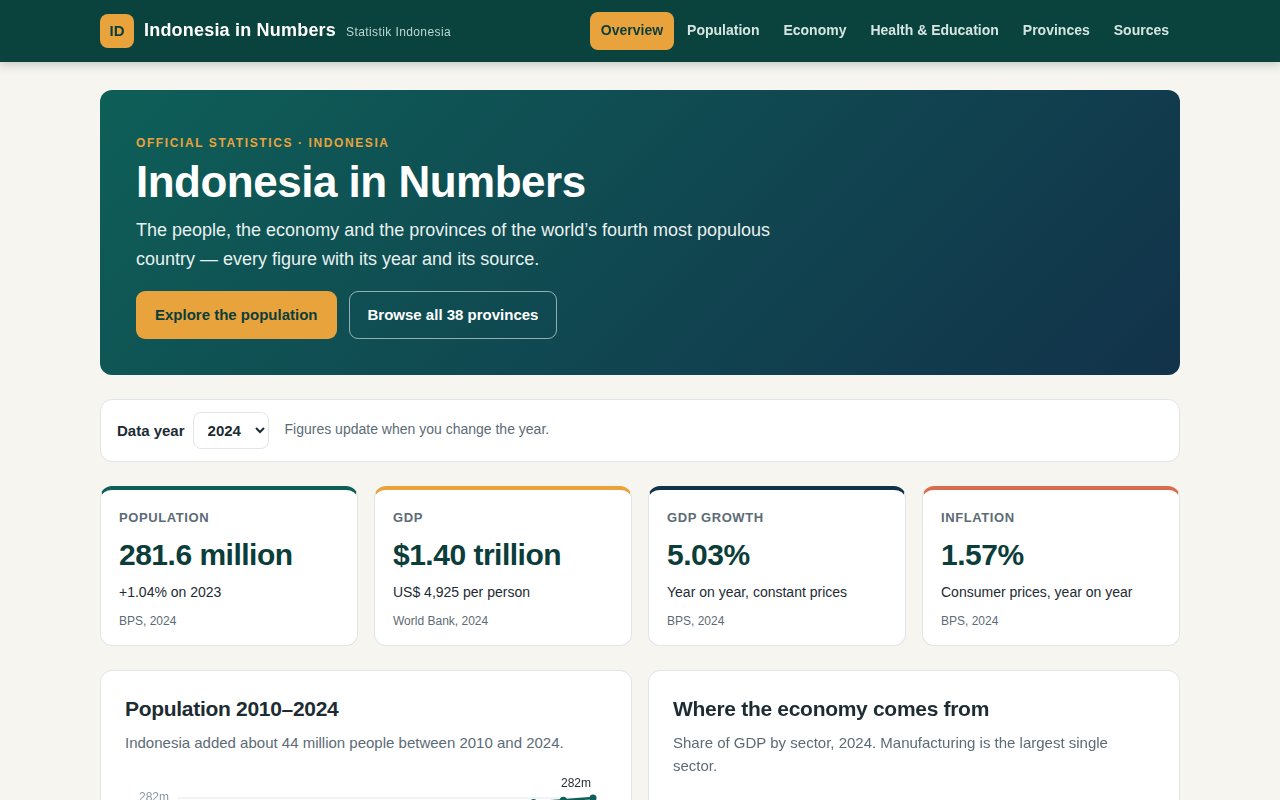 ID Indonesia in Numbers Statistik Indonesia Overview Population Economy Health & Education Provinces Sources
OFFICIAL STATISTICS · INDONESIA
Indonesia in Numbers
The people, the economy and the provinces of the world’s fourth most populous
country — every figure with its year and its source.
Explore the population Browse all 38 provinces
Data year 2024 Figures update when you change the year.
POPULATION
281.6 million
+1.04% on 2023
BPS, 2024
GDP
$1.40 trillion
US$ 4,925 per person
World Bank, 2024
GDP GROWTH
5.03%
Year on year, constant prices
BPS, 2024
INFLATION
1.57%
Consumer prices, year on year
BPS, 2024
Population 2010–2024
Indonesia added about 44 million people between 2010 and 2024.
282m
282m
Where the economy comes from
Share of GDP by sector, 2024. Manufacturing is the largest single
sector.